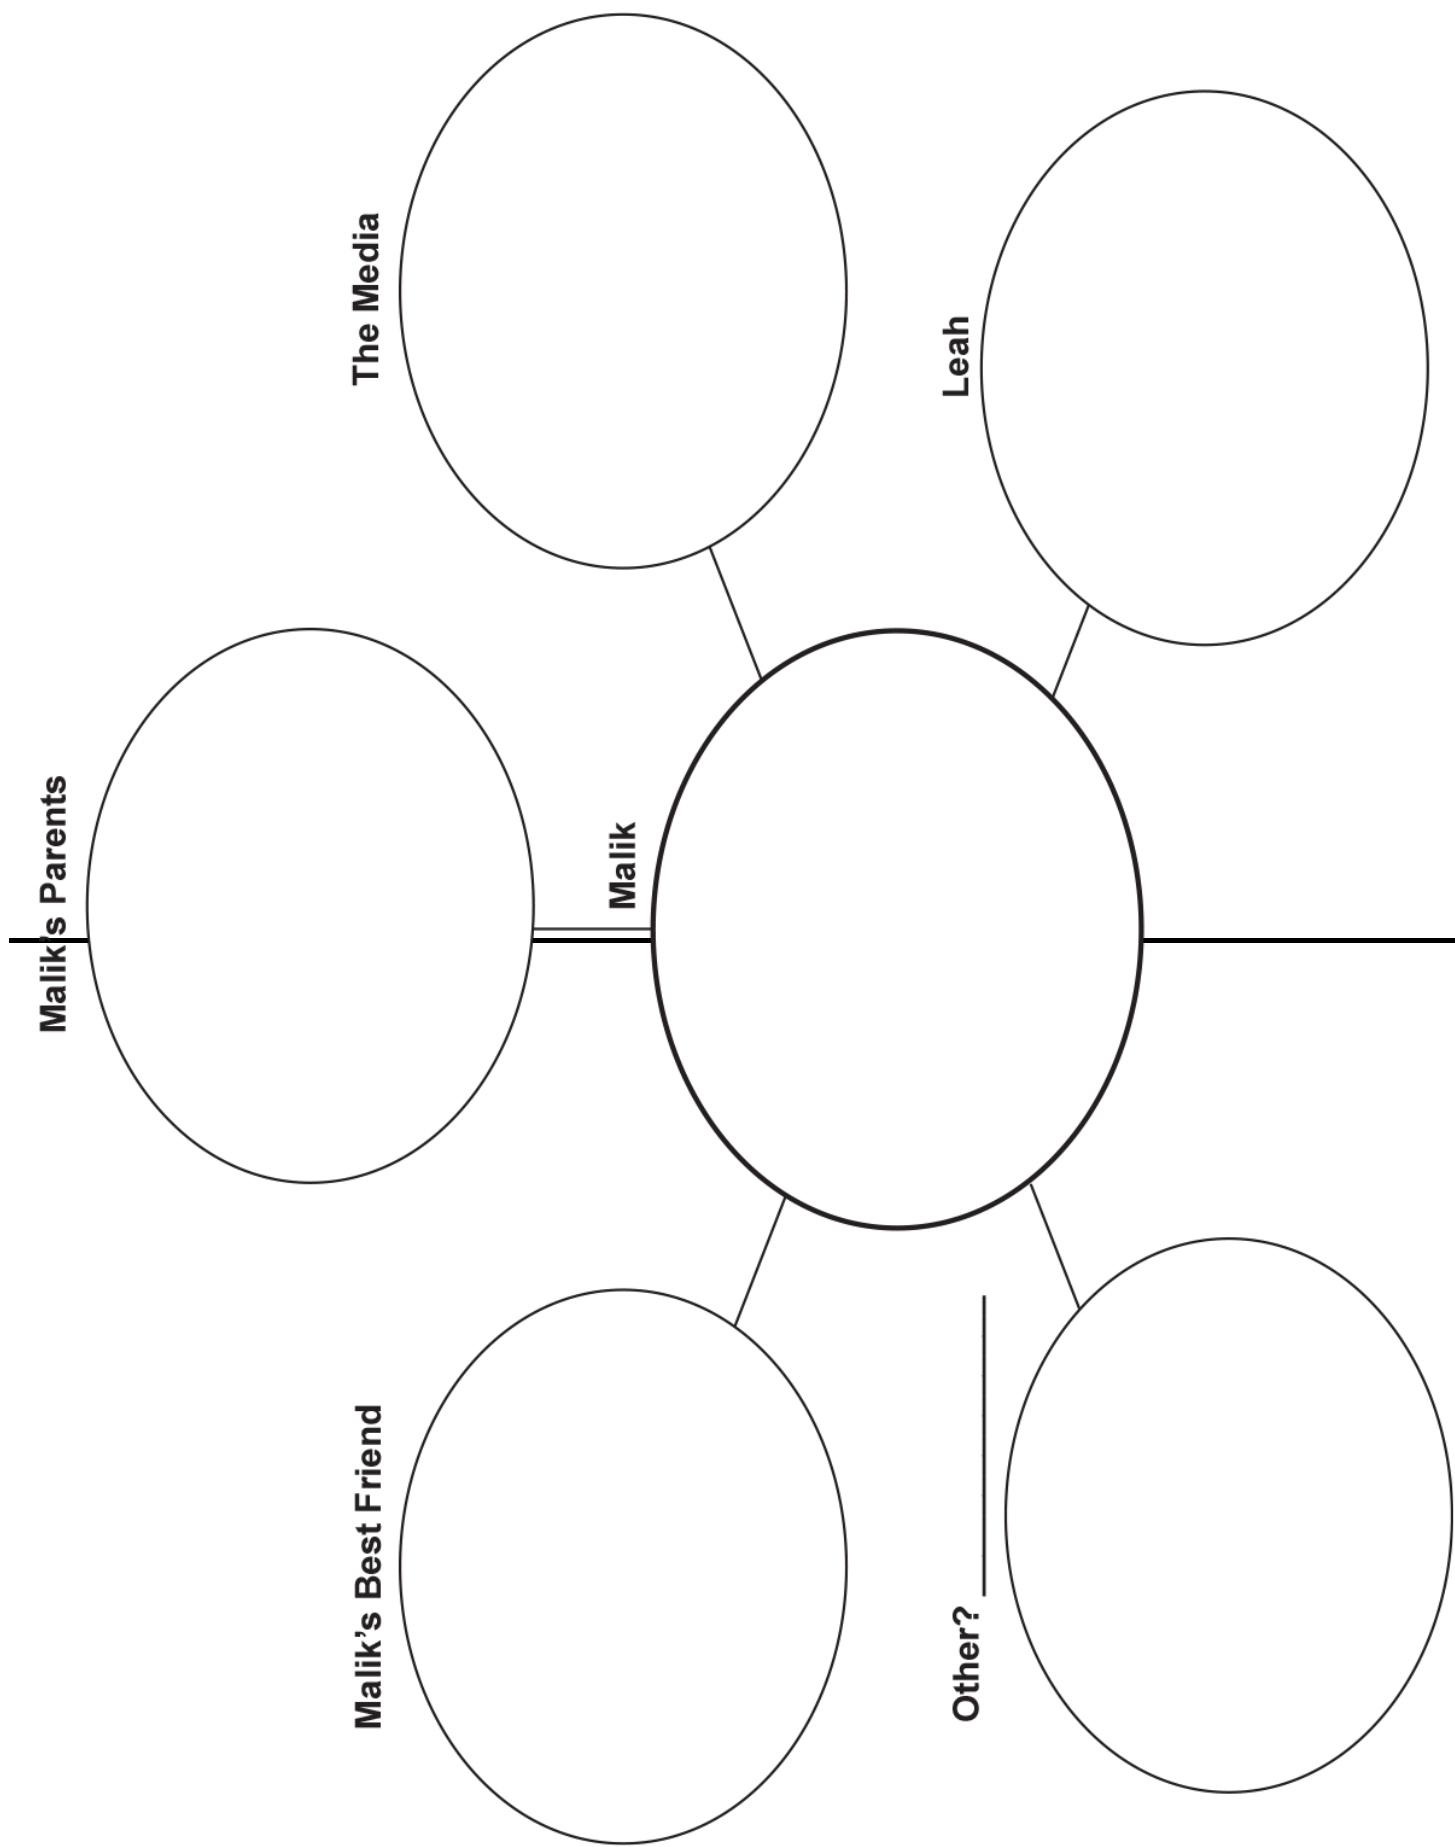 Malik’s Parents
Malik’s Best Friend
The Media
Malik
Other?
Leah